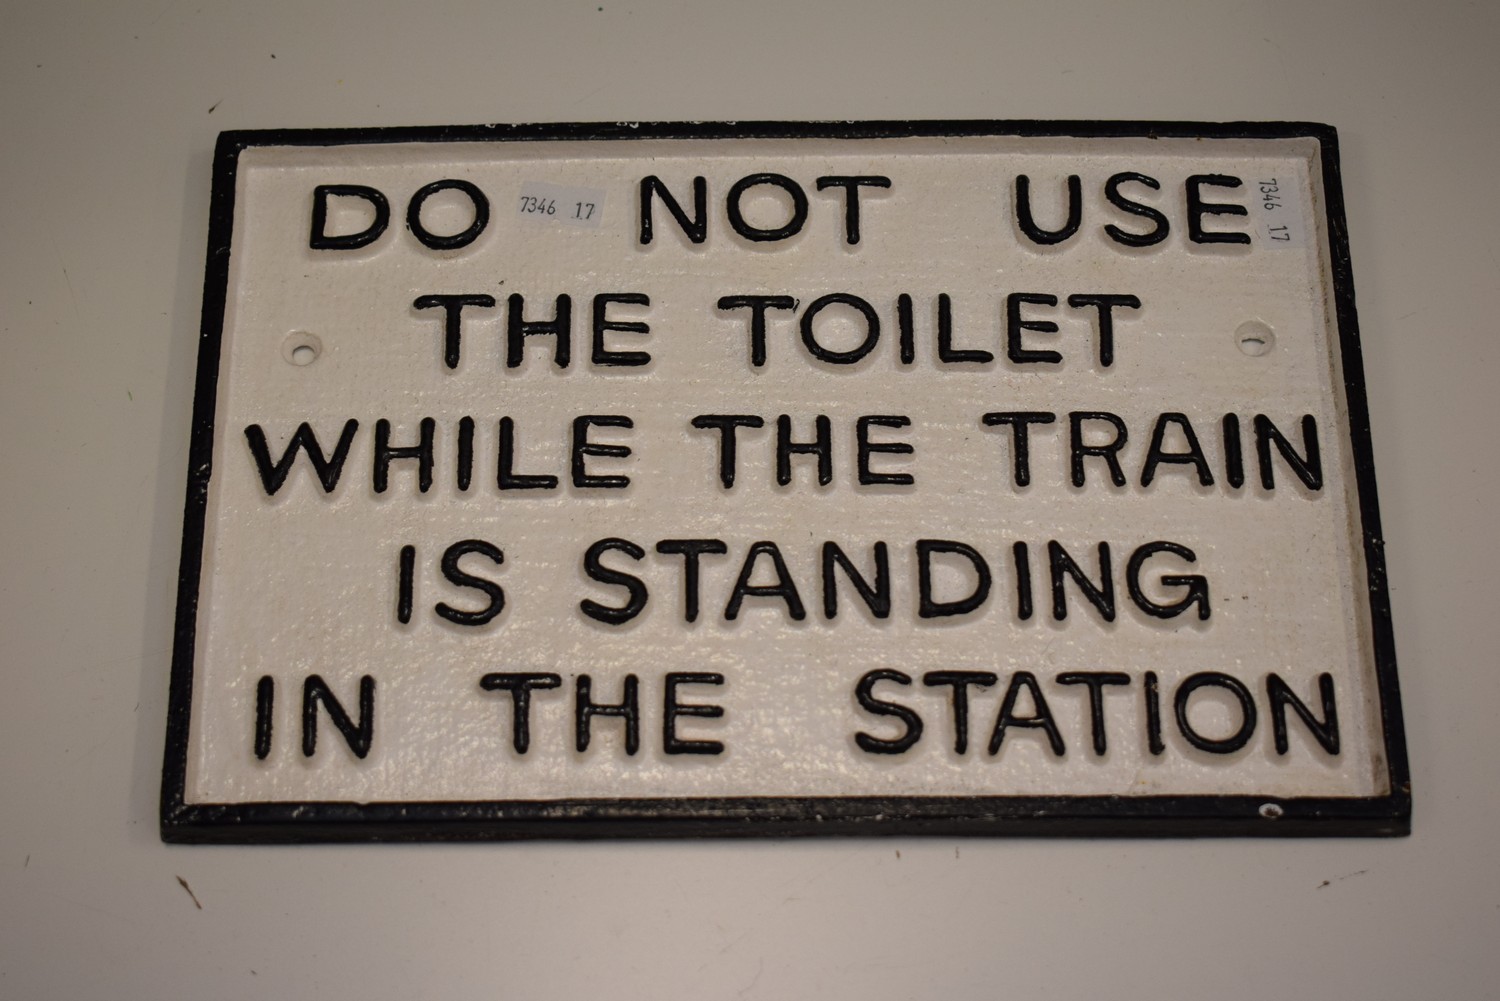 DO NOT USE
7346 17
7346 17
THE TOILET
WHILE THE TRAIN
IS STANDING
IN THE STATION